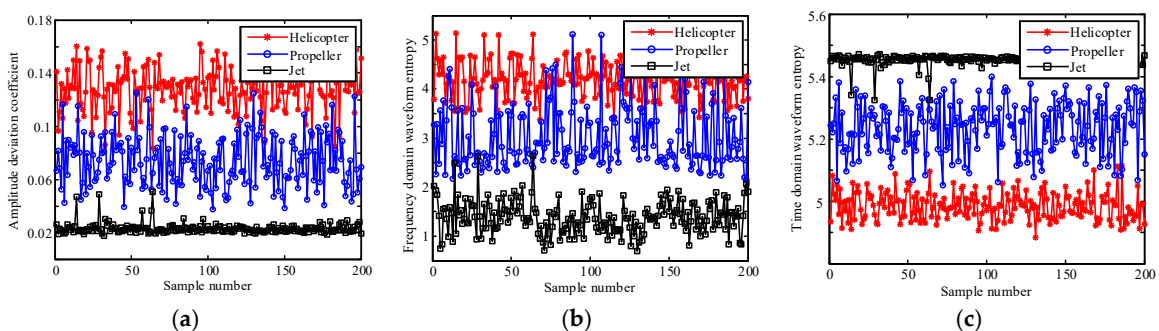 0.18
0.14
0.1
0.06
0.02
Amplitude deviation coefficient
0
50
100
150
200
Sample number
Helicopter
Propeller
Jet
(a)
5
4
3
2
1
Frequency domain waveform entropy
0
50
100
150
200
Sample number
Helicopter
Propeller
Jet
(b)
5.6
5.4
5.2
5
Time domain waveform entropy
0
50
100
150
200
Sample number
Helicopter
Propeller
Jet
(c)